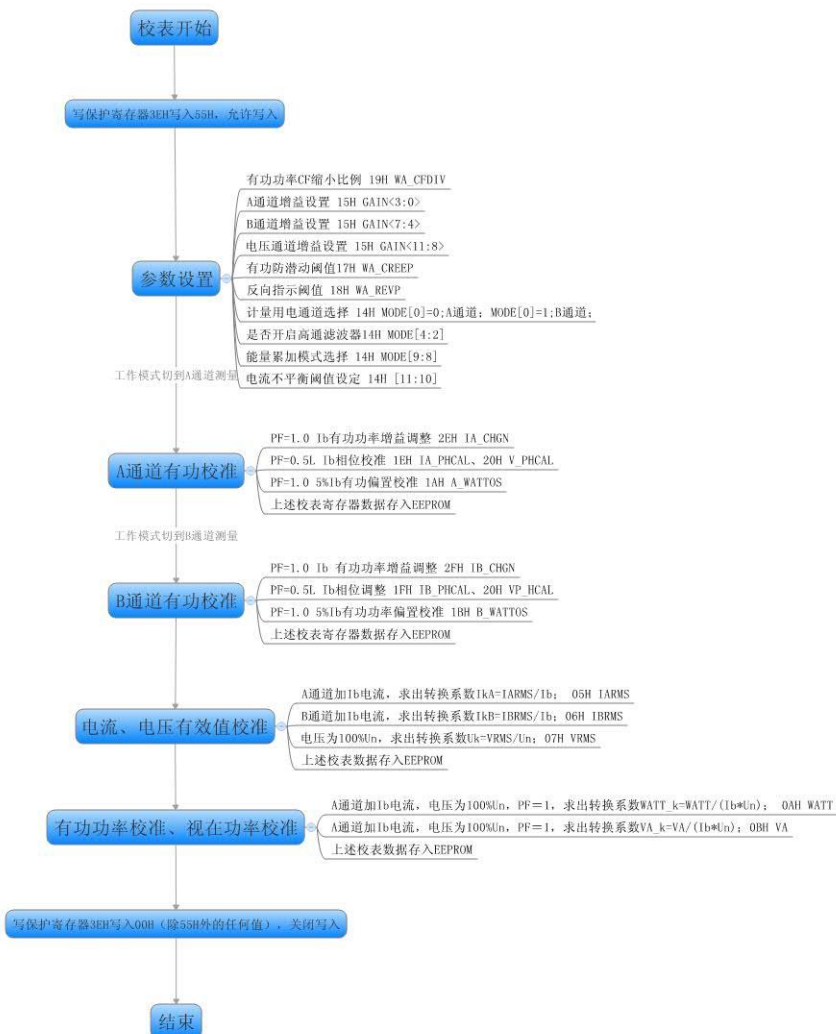 校表开始
写保护寄存器3EH写入55H，允许写入
参数设置
有功功率CF缩小比例 19H WA_CFDIV
A通道增益设置 15H GAIN<3:0>
B通道增益设置 15H GAIN<7:4>
电压通道增益设置 15H GAIN<11:8>
有功防潜动阈值17H WA_CREEP
反向指示阈值 18H WA_REVP
计量用电通道选择 14H MODE[0]=0;A通道；MODE[0]=1;B通道；
是否开启高通滤波器14H MODE[4:2]
能量累加模式选择 14H MODE[9:8]
电流不平衡阈值设定 14H [11:10]
工作模式切到A通道测量
A通道有功校准
PF=1.0 Ib有功功率增益调整 2EH IA_CHGN
PF=0.5L Ib相位校准 1EH IA_PHCAL、20H V_PHCAL
PF=1.0 5%Ib有功偏置校准 1AH A_WATTOS
上述校表寄存器数据存入EEPROM
工作模式切到B通道测量
B通道有功校准
PF=1.0 Ib 有功功率增益调整 2FH IB_CHGN
PF=0.5L Ib相位调整 1FH IB_PHCAL、20H VP_HCAL
PF=1.0 5%Ib有功功率偏置校准 1BH B_WATTOS
上述校表寄存器数据存入EEPROM
电流、电压有效值校准
A通道加Ib电流，求出转换系数IkA=IARMS/Ib； 05H IARMS
B通道加Ib电流，求出转换系数IkB=IBRMS/Ib；06H IBRMS
电压为100%Un，求出转换系数Uk=VRMS/Un；07H VRMS
上述校表数据存入EEPROM
有功功率校准、视在功率校准
A通道加Ib电流，电压为100%Un，PF＝1，求出转换系数WATT_k=WATT/(Ib*Un)； 0AH WATT
A通道加Ib电流，电压为100%Un，PF＝1，求出转换系数VA_k=VA/(Ib*Un)；0BH VA
上述校表数据存入EEPROM
写保护寄存器3EH写入00H（除55H外的任何值），关闭写入
结束